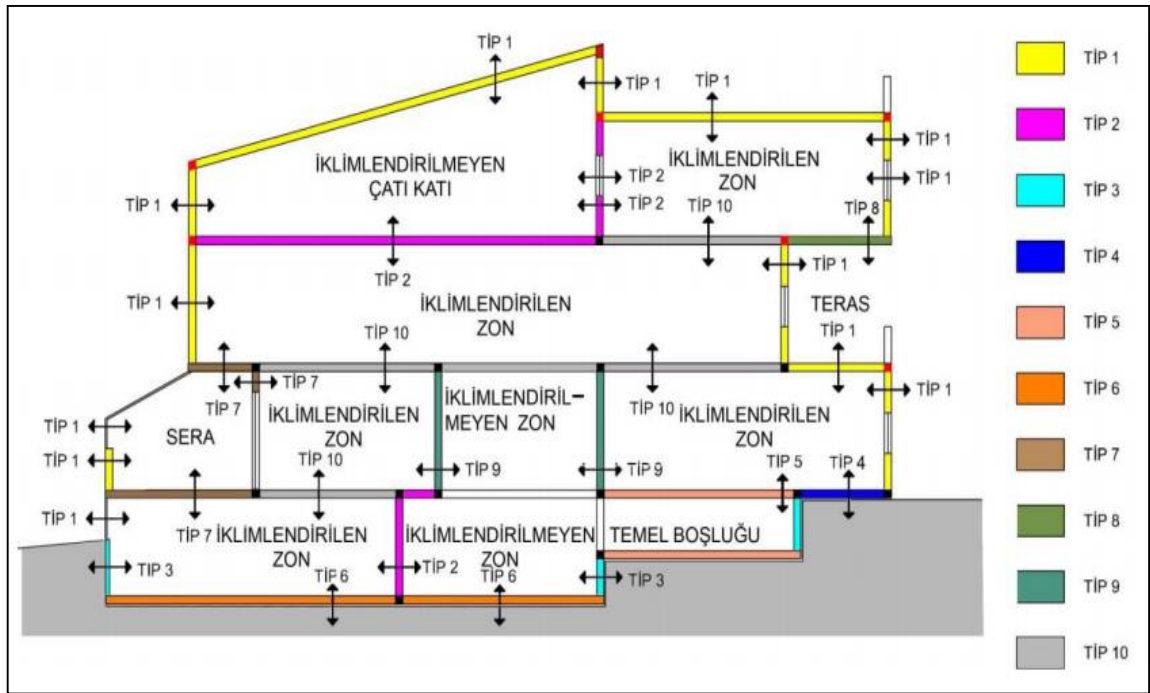 TİP 1
TİP 1
TİP 1
TİP 1
İKLİMLENDİRİLMEYEN
ÇATI KATI
İKLİMLENDİRİLEN
ZON
TİP 2
TİP 2
TİP 1
TİP 1
TİP 10
TİP 8
TİP 2
TİP 1
TİP 1
İKLİMLENDİRİLEN
ZON
TERAS
TİP 10
TİP 1
TİP 7
TİP 7
TİP 10
TİP 1
İKLİMLENDİRİL-
MEYEN ZON
İKLİMLENDİRİLEN
ZON
İKLİMLENDİRİLEN
ZON
TİP 1
SERA
TİP 1
TİP 10
TİP 9
TİP 9
TİP 5
TİP 4
TİP 1
TİP 7
İKLİMLENDİRİLEN
ZON
İKLİMLENDİRİLMEYEN
ZON
TEMEL BOŞLUĞU
TIP 3
TİP 6
TİP 2
TİP 6
TİP 3
TİP 1
TİP 2
TİP 3
TİP 4
TİP 5
TİP 6
TİP 7
TİP 8
TİP 9
TİP 10